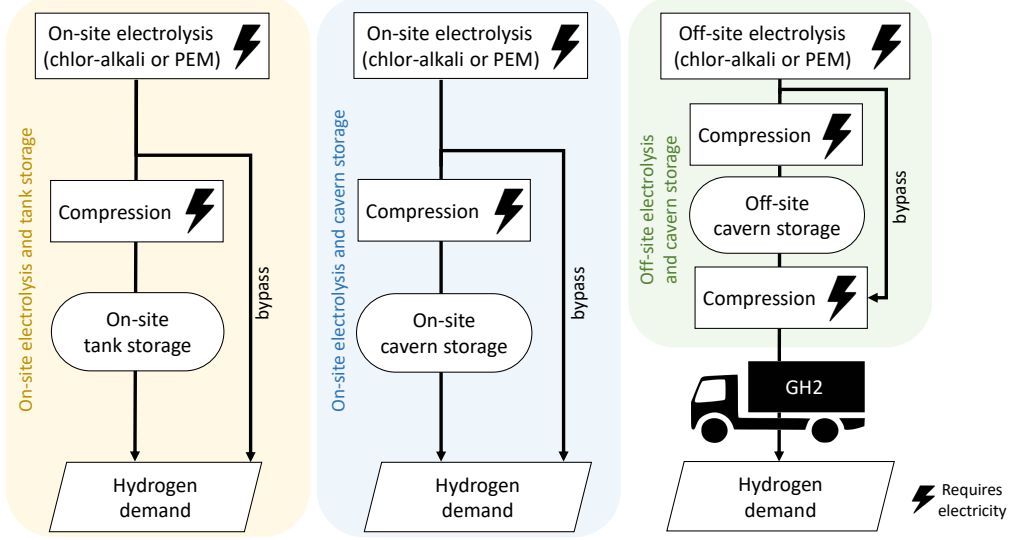 On-site electrolysis and tank storage
On-site electrolysis
(chlor-alkali or PEM)
Compression
bypass
On-site
tank storage
Hydrogen
demand
On-site electrolysis and cavern storage
On-site electrolysis
(chlor-alkali or PEM)
Compression
bypass
On-site
cavern storage
Hydrogen
demand
Off-site electrolysis
and cavern storage
Off-site electrolysis
(chlor-alkali or PEM)
Compression
bypass
Off-site
cavern storage
Compression
GH2
Hydrogen
demand
Requires
electricity